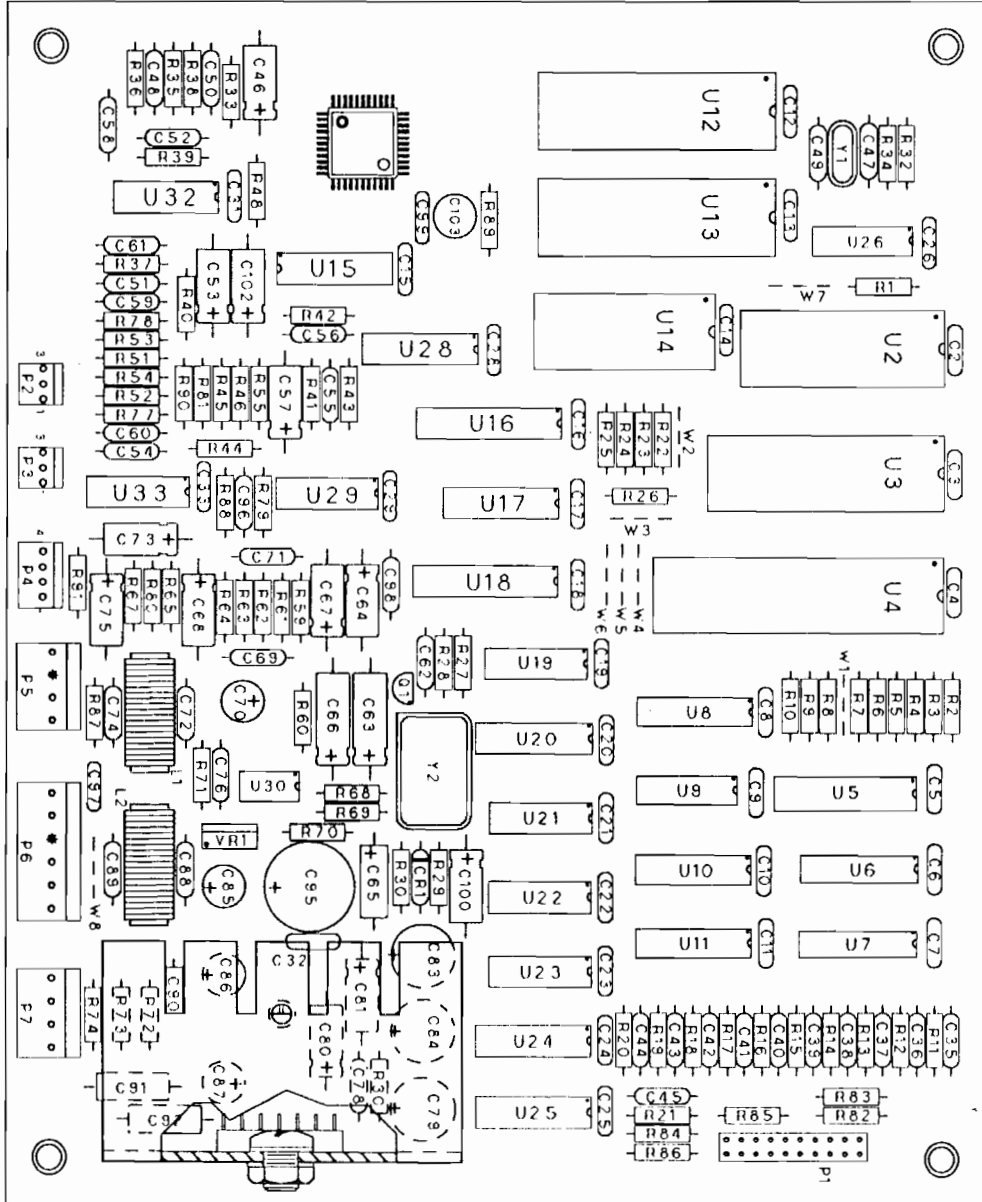 R36 C48 R35 R38 C50 R33 C46
C58
C52
R39
U12 C12
C49 Y1 C47 R34 R32
U32 R48
C99 C103 R89
U13 C13
U26 C26
C61
R37
C51
C59
R78
R53
R51
R54
R52
R77
C60
C54
R40 C53 C102
U15 C15
R42
C56
W7 R1
U28 C28
U14 C14
U2 C2
3
P2
1
R90 R81 R45 R46 R55 C57 R41 C55 R43
U16 C16
R25 R24 R23 R22 W2
R44
3
P3
1
U3 C3
U33 C33 R88 C96 R79 U29 C29
U17 C17
R26
W3
C73
C71
4
P4
R91 C75 R67 R80 R65 C68 R64 R63 R62 R61 R59 C67 C64 C98
U18 C18
W6 W5 W4
U4 C4
C69
P5
R87 C74 C72
L1
C70 R60 C66 C63 Q1 C62 R28 R27
U19 C19
U8 C8
R10 R9 R8 W1 R7 R6 R5 R4 R3 R2
U20 C20
Y2
C97 L2 R71 C76 U30
R68
R69
U9 C9
U5 C5
U21 C21
P6
VR1
R70
W8 C89 C88 C85 C95 C65 R30 CR1 R29 C100
U10 C10
U6 C6
U22 C22
U11 C11
U7 C7
C32
C86 C81 C83
U23 C23
P7
R74 R73 R72 C90
C80 C84
U24 C24 R20 C44 R19 C43 R18 C42 R17 C41 R16 C40 R15 C39 R14 C38 R13 C37 R12 C36 R11 C35
C91 C87 C78 C79
U25 C25
C45
R21
R84
R86
R85
R83
R82
P1